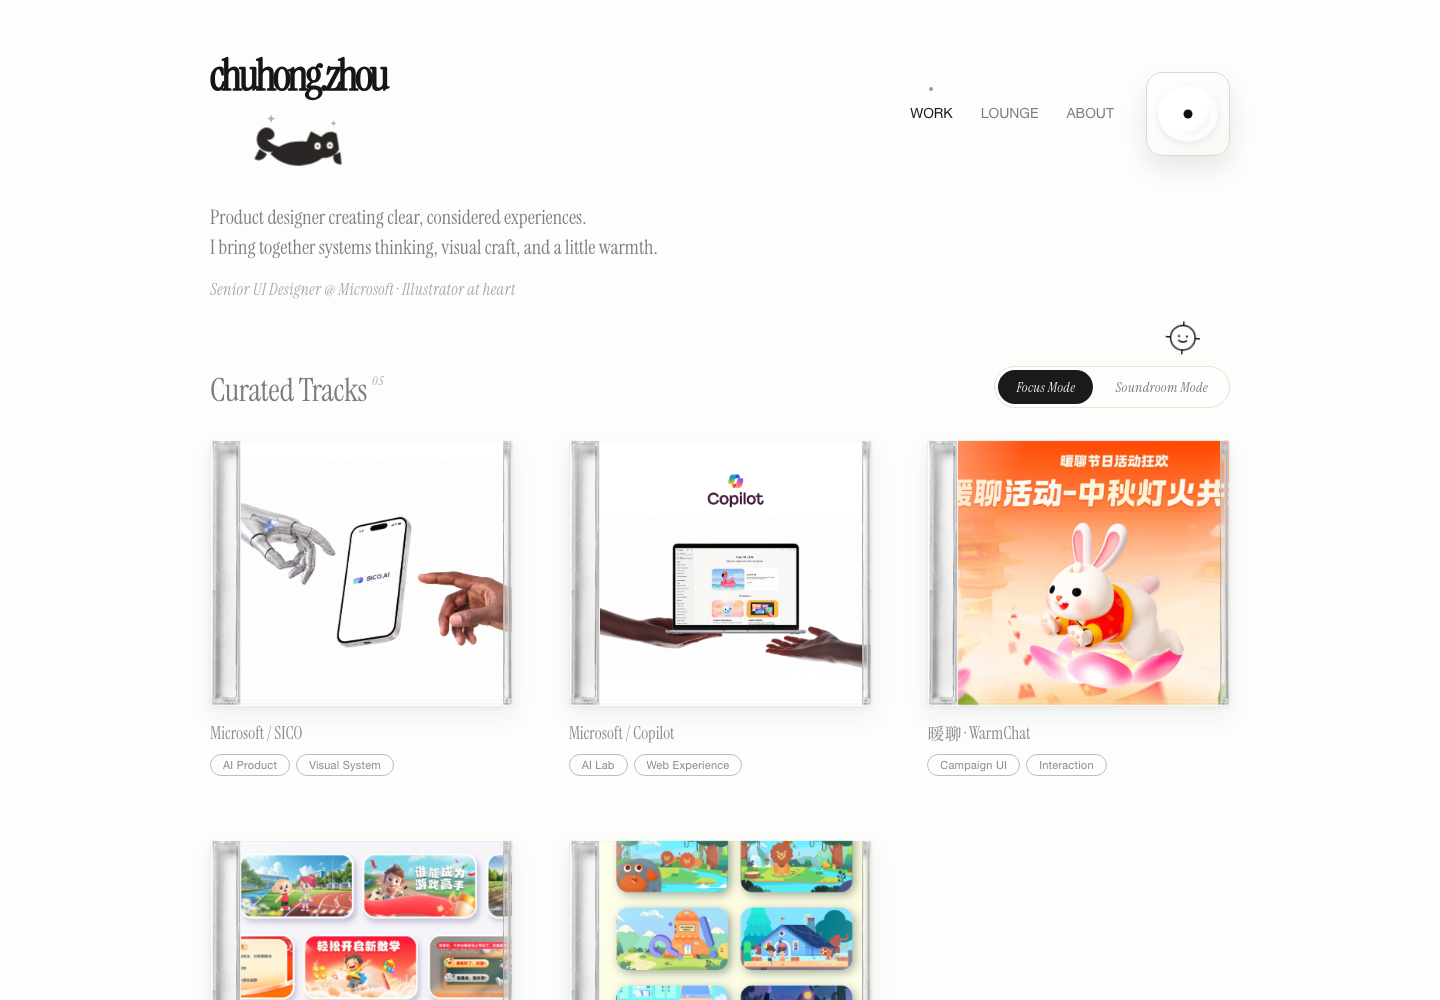 chuhong.zhou
WORK LOUNGE ABOUT
Product designer creating clear, considered experiences.
I bring together systems thinking, visual craft, and a little warmth.
Senior UI Designer @ Microsoft · Illustrator at heart
Curated Tracks 05
Focus Mode Soundroom Mode
SICO.AI
Copilot
暖聊节日活动狂欢
暖聊活动-中秋灯火共
Microsoft / SICO
AI Product Visual System
Microsoft / Copilot
AI Lab Web Experience
暖聊 · WarmChat
Campaign UI Interaction
谁能成为
游戏高手
轻松开启新数学